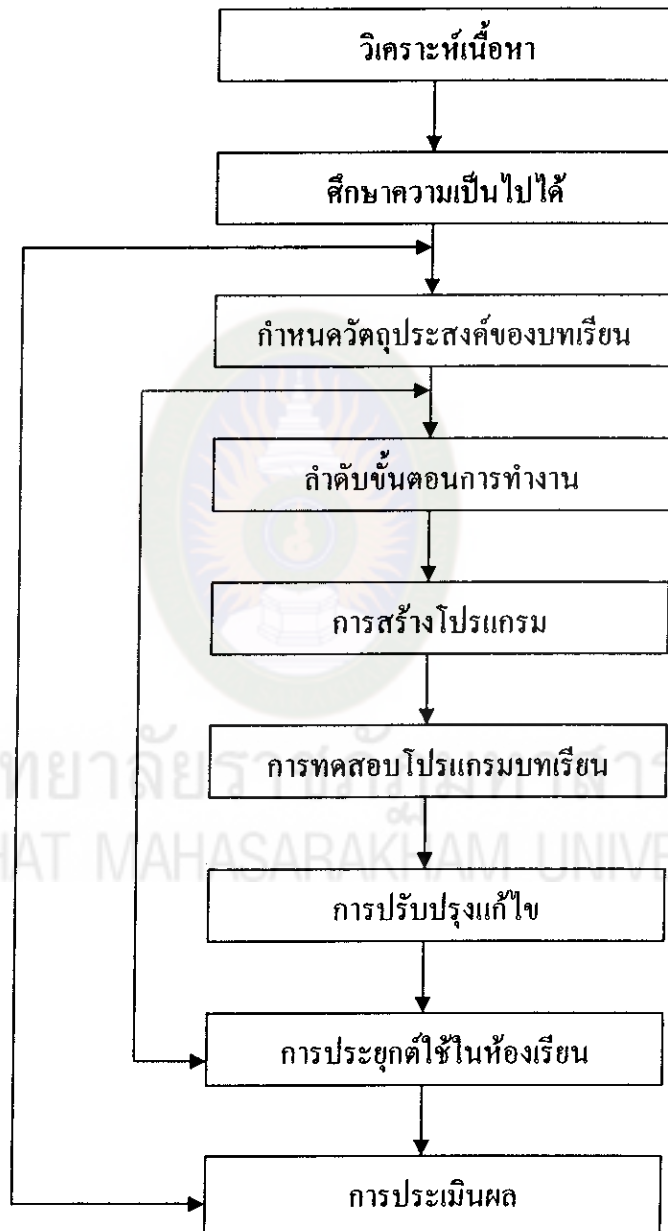 วิเคราะห์เนื้อหา
ศึกษาความเป็นไปได้
กำหนดวัตถุประสงค์ของบทเรียน
ลำดับขั้นตอนการทำงาน
การสร้างโปรแกรม
การทดสอบโปรแกรมบทเรียน
MAHASARAKHAM
การปรับปรุงแก้ไข
การประยุกต์ใช้ในห้องเรียน
การประเมินผล